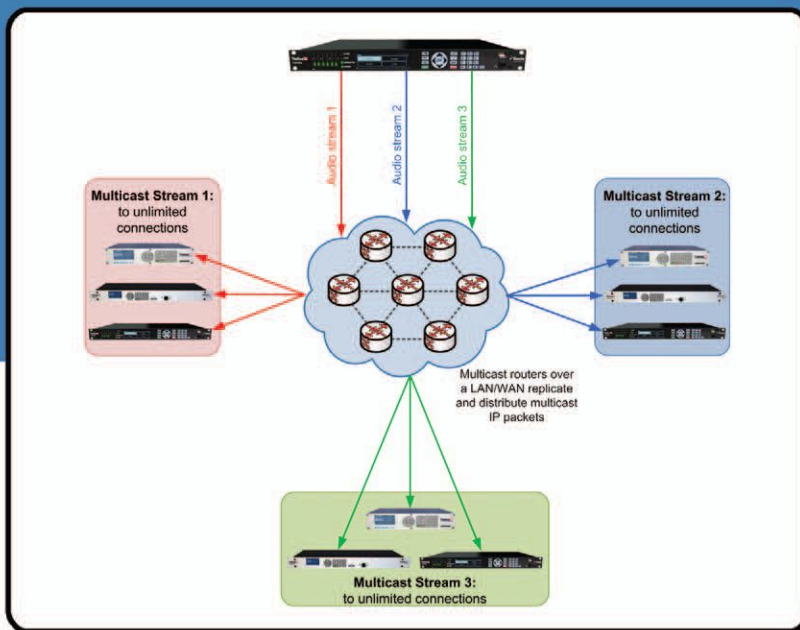 Audio stream 1
Audio stream 2
Audio stream 3
Multicast Stream 1:
to unlimited
connections
Multicast Stream 2:
to unlimited
connections
Multicast routers over
a LAN/WAN replicate
and distribute multicast
IP packets
Multicast Stream 3:
to unlimited connections